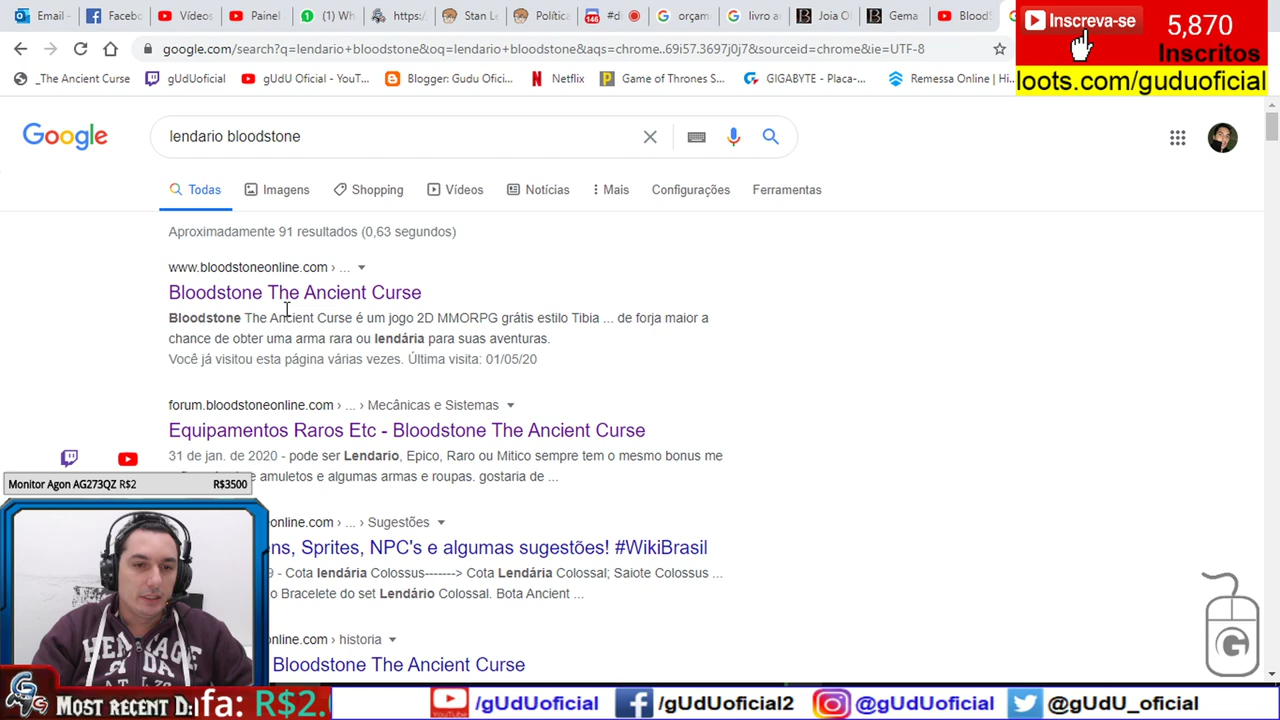 Email -
Facebo
Vídeos
Painel
(1) Wh
https:/
Stan Le
Política
146
#di
orçam
livro ar
Joia O
Gema
BloodS
google.com/search?q=lendario+bloodstone&oq=lendario+bloodstone&aqs=chrome..69i57.3697j0j7&sourceid=chrome&ie=UTF-8
_The Ancient Curse
gUdUoficial
gUdU Oficial - YouT...
Blogger: Gudu Ofici...
Netflix
Game of Thrones S...
GIGABYTE - Placa-...
Remessa Online | Hi...
Inscreva-se
5,870
Inscritos
loots.com/guduoficial
Google
lendario bloodstone
Todas
Imagens
Shopping
Vídeos
Notícias
Mais
Configurações
Ferramentas
Aproximadamente 91 resultados (0,63 segundos)
www.bloodstoneonline.com › ...
Bloodstone The Ancient Curse
Bloodstone The Ancient Curse é um jogo 2D MMORPG grátis estilo Tibia ... de forja maior a
chance de obter uma arma rara ou lendária para suas aventuras.
Você já visitou esta página várias vezes. Última visita: 01/05/20
forum.bloodstoneonline.com › ... › Mecânicas e Sistemas
Equipamentos Raros Etc - Bloodstone The Ancient Curse
31 de jan. de 2020 - pode ser Lendario, Epico, Raro ou Mitico sempre tem o mesmo bonus me
amuletos e algumas armas e roupas. gostaria de ...
Monitor Agon AG273QZ R$2
R$3500
online.com › ... › Sugestões
ns, Sprites, NPC's e algumas sugestões! #WikiBrasil
9 - Cota lendária Colossus-------> Cota Lendária Colossal; Saiote Colossus ...
o Bracelete do set Lendário Colossal. Bota Ancient ...
online.com › historia
Bloodstone The Ancient Curse
HERITAGE
G
Most recent D:
lfa: R$2.
/gUdUoficial
/gUdUoficial2
@gUdUoficial
@gUdU_oficial